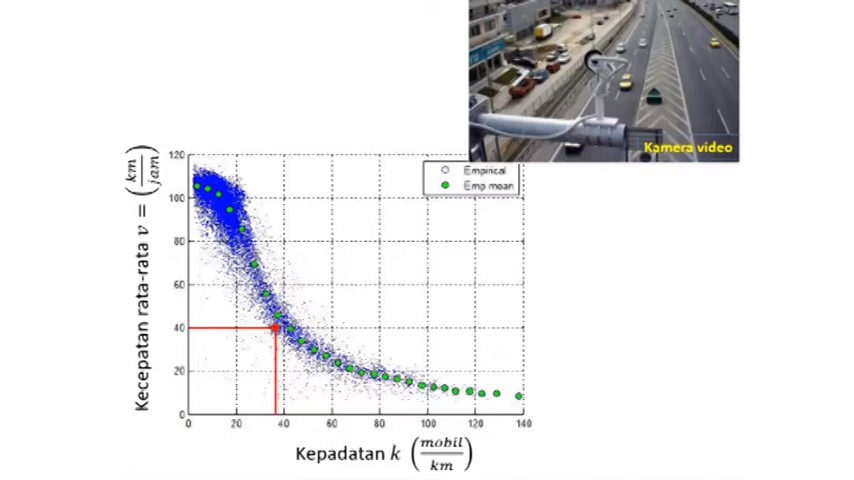 Kamera video
Empirical
Emp mean
120
100
80
60
40
20
0
0 20 40 60 80 100 120 140
Kecepatan rata-rata v = (km/jam)
Kepadatan k (mobil/km)